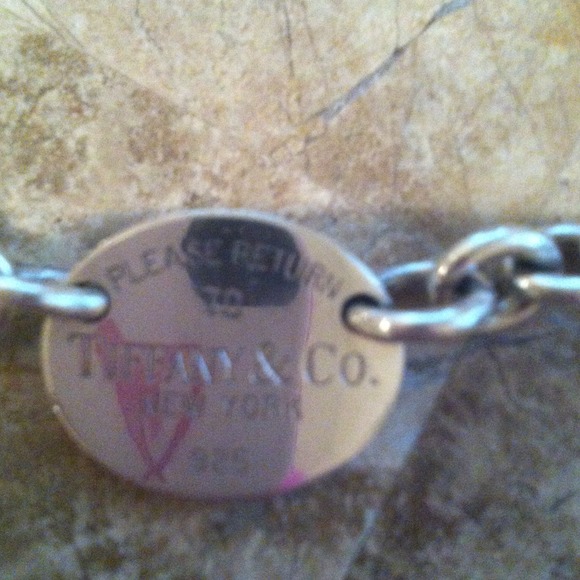 PLEASE RETURN
TO
TIFFANY & CO.
NEW YORK
925